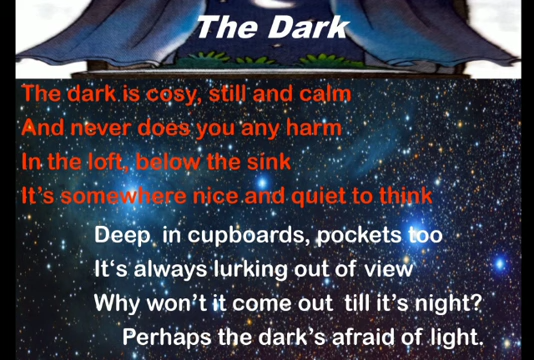 The Dark
The dark is cosy, still and calm
And never does you any harm
In the loft, below the sink
It's somewhere nice and quiet to think
Deep in cupboards, pockets too
It‘s always lurking out of view
Why won't it come out till it's night?
Perhaps the dark's afraid of light.